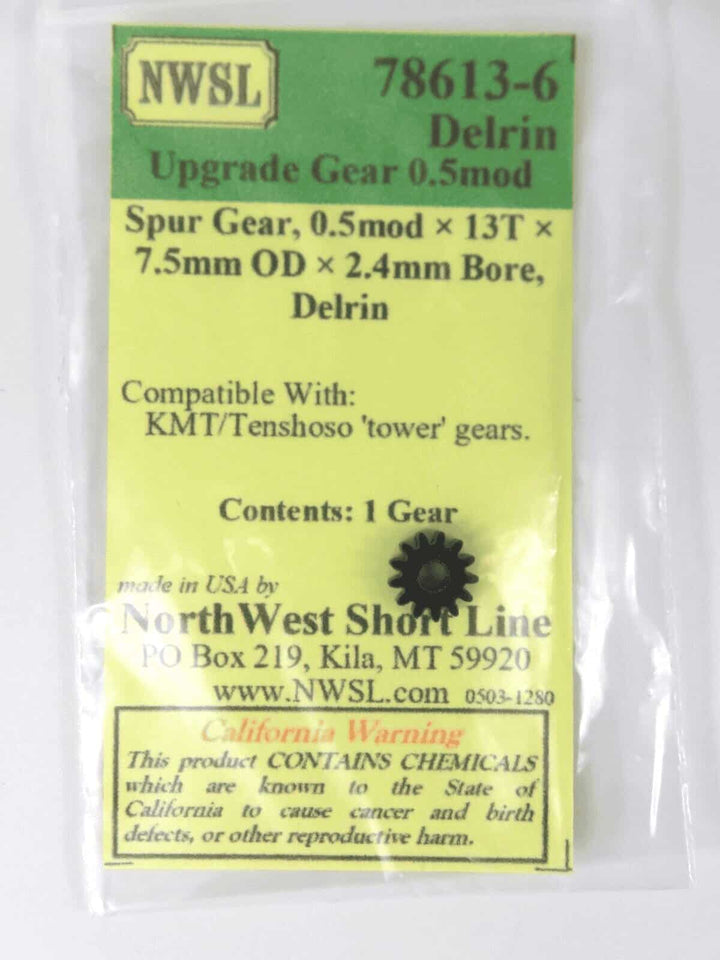 NWSL
78613-6
Delrin
Upgrade Gear 0.5mod
Spur Gear, 0.5mod × 13T ×
7.5mm OD × 2.4mm Bore,
Delrin
Compatible With:
KMT/Tenshoso 'tower' gears.
Contents: 1 Gear
made in USA by
NorthWest Short Line
PO Box 219, Kila, MT 59920
www.NWSL.com 0503-1280
California Warning
This product CONTAINS CHEMICALS
which are known to the State of
California to cause cancer and birth
defects, or other reproductive harm.